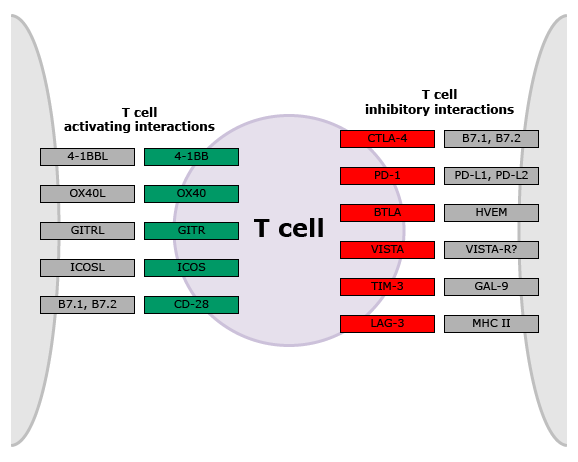 T cell
activating interactions
4-1BBL 4-1BB
OX40L OX40
GITRL GITR
ICOSL ICOS
B7.1, B7.2 CD-28
T cell
T cell
inhibitory interactions
CTLA-4 B7.1, B7.2
PD-1 PD-L1, PD-L2
BTLA HVEM
VISTA VISTA-R?
TIM-3 GAL-9
LAG-3 MHC II